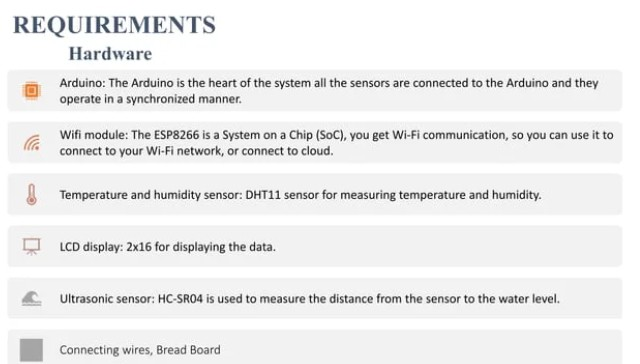 REQUIREMENTS
Hardware
Arduino: The Arduino is the heart of the system all the sensors are connected to the Arduino and they
operate in a synchronized manner.
Wifi module: The ESP8266 is a System on a Chip (SoC), you get Wi-Fi communication, so you can use it to
connect to your Wi-Fi network, or connect to cloud.
Temperature and humidity sensor: DHT11 sensor for measuring temperature and humidity.
LCD display: 2x16 for displaying the data.
Ultrasonic sensor: HC-SR04 is used to measure the distance from the sensor to the water level.
Connecting wires, Bread Board